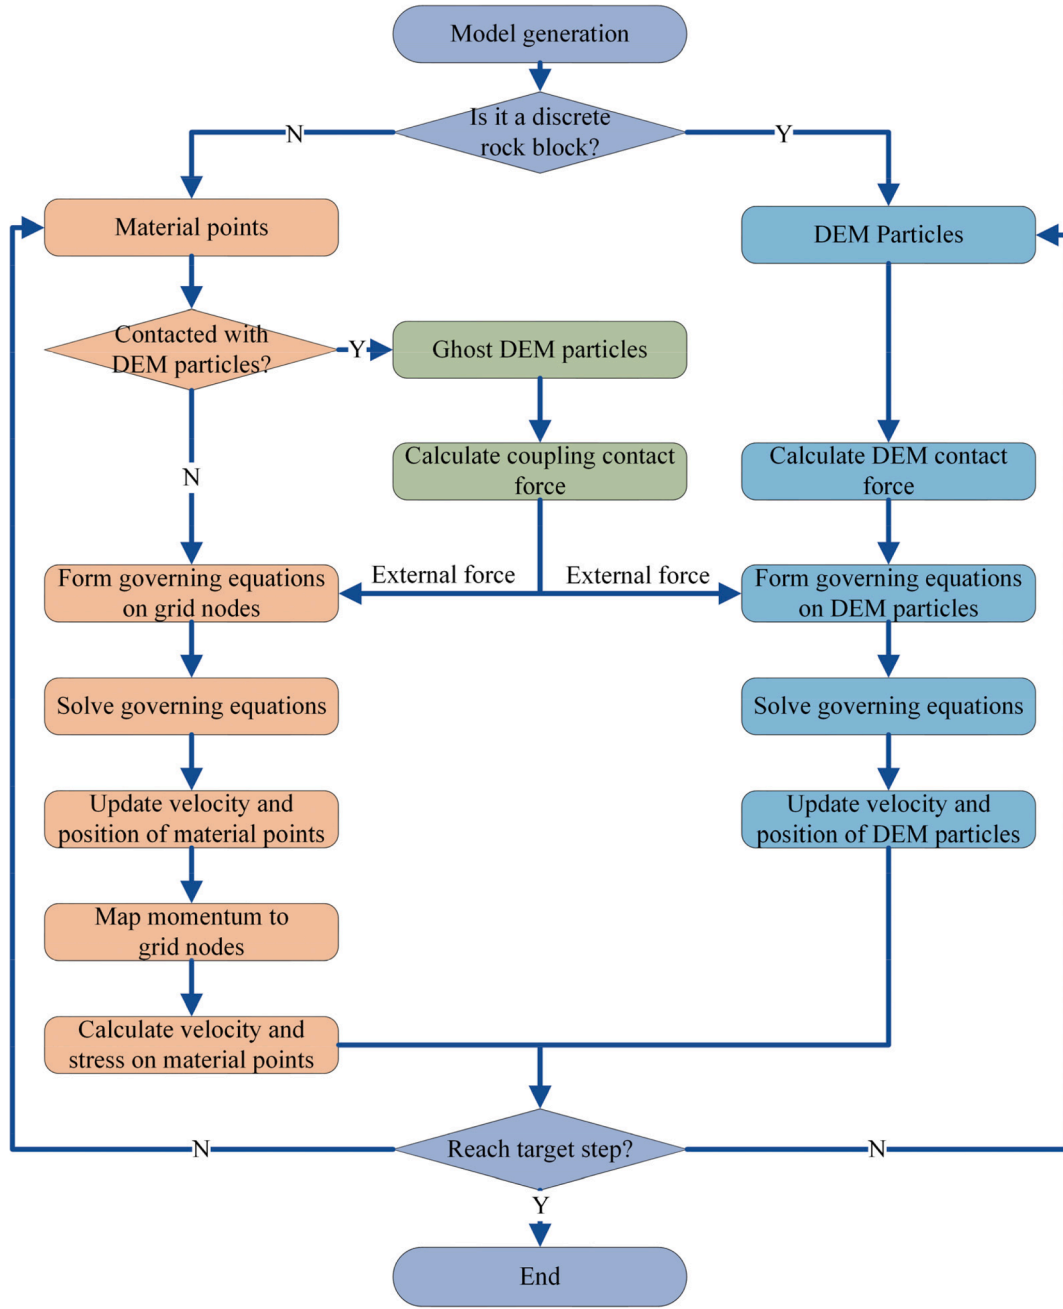 Model generation
Is it a discrete
rock block?
N
Y
Material points
DEM Particles
Contacted with
DEM particles?
Y
Ghost DEM particles
N
Calculate coupling contact
force
Calculate DEM contact
force
External force
External force
Form governing equations
on grid nodes
Form governing equations
on DEM particles
Solve governing equations
Solve governing equations
Update velocity and
position of material points
Update velocity and
position of DEM particles
Map momentum to
grid nodes
Calculate velocity and
stress on material points
N
Reach target step?
N
Y
End